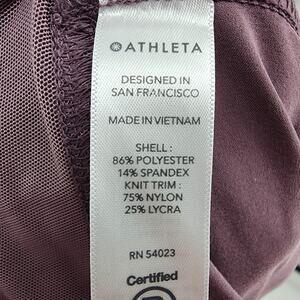 ATHLETA
DESIGNED IN
SAN FRANCISCO
MADE IN VIETNAM
SHELL :
86% POLYESTER
14% SPANDEX
KNIT TRIM :
75% NYLON
25% LYCRA
RN 54023
Certified